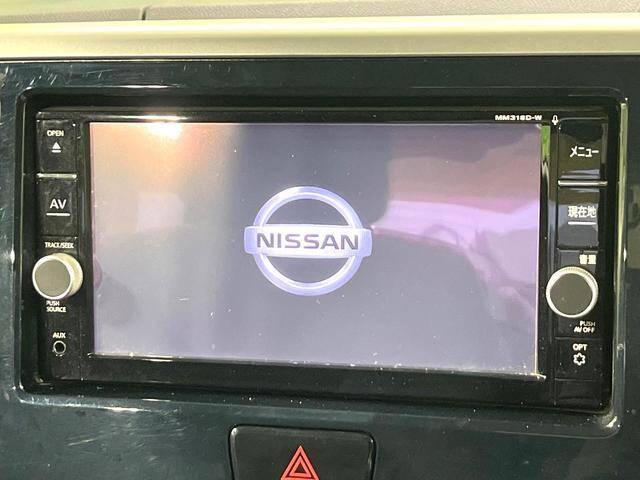 MM318D-W
OPEN
AV
TRACK/SEEK
PUSH
SOURCE
AUX
NISSAN
メニュー
現在地
音量
PUSH
AV OFF
OPT